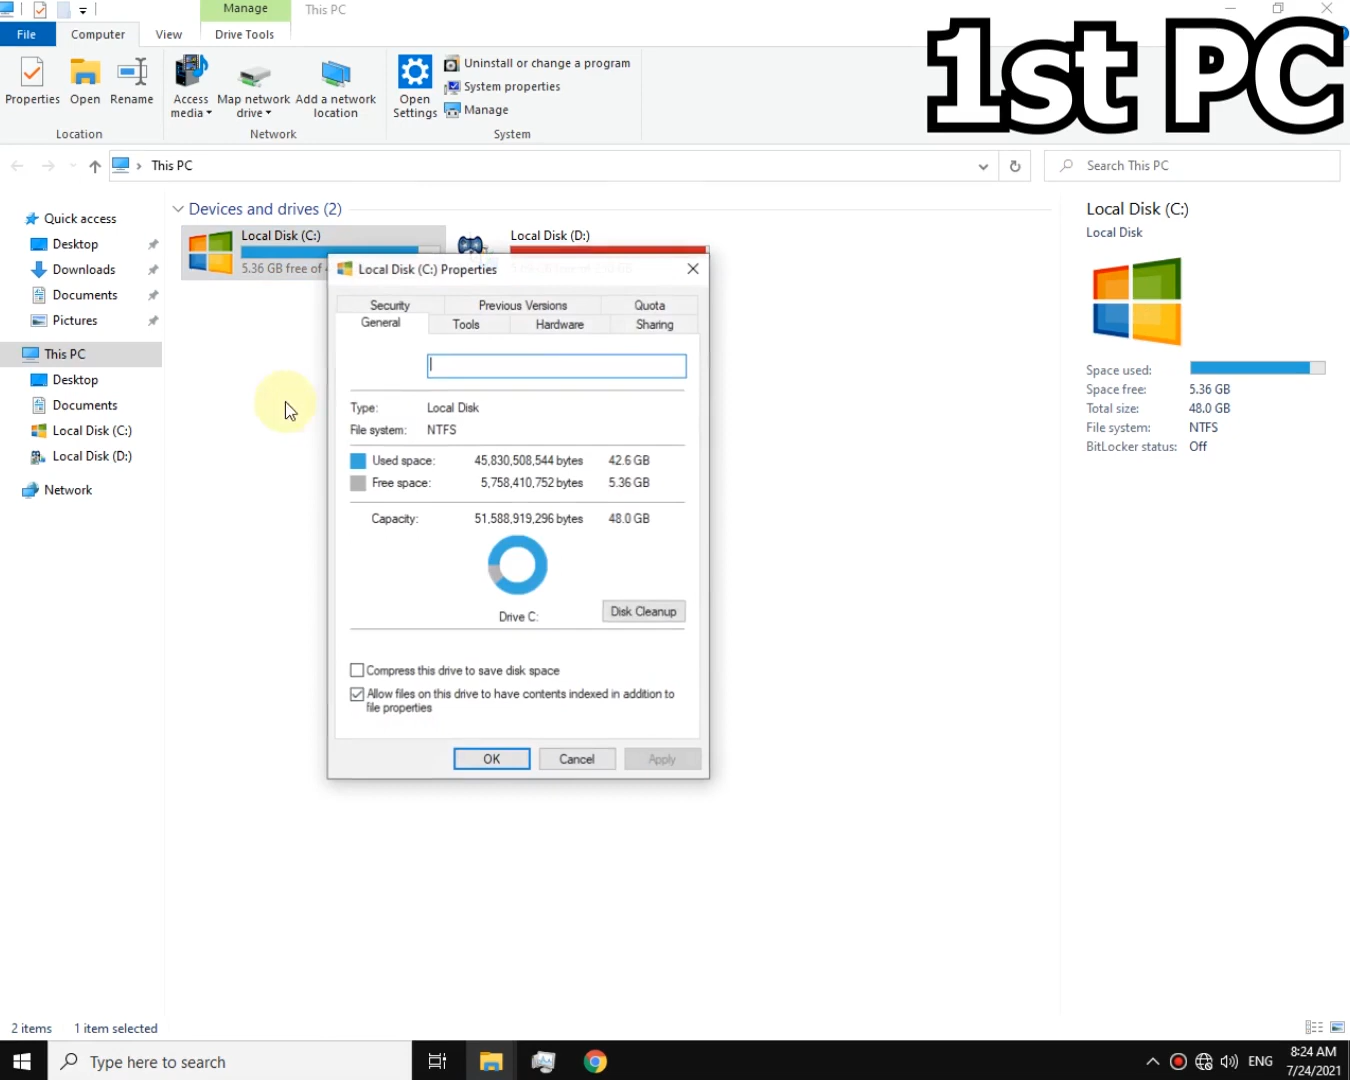 Manage
This PC
1st PC
File
Computer
View
Drive Tools
Properties
Open
Rename
Access media
Map network drive
Add a network location
Open Settings
Uninstall or change a program
System properties
Manage
Location
Network
System
This PC
Search This PC
Quick access
Desktop
Downloads
Documents
Pictures
This PC
Desktop
Documents
Local Disk (C:)
Local Disk (D:)
Network
Devices and drives (2)
Local Disk (C:)
5.36 GB free of
Local Disk (D:)
Local Disk (C:) Properties
Security
Previous Versions
Quota
General
Tools
Hardware
Sharing
Type: Local Disk
File system: NTFS
Used space: 45,830,508,544 bytes 42.6 GB
Free space: 5,758,410,752 bytes 5.36 GB
Capacity: 51,588,919,296 bytes 48.0 GB
Drive C:
Disk Cleanup
Compress this drive to save disk space
Allow files on this drive to have contents indexed in addition to
file properties
OK
Cancel
Apply
Local Disk (C:)
Local Disk
Space used:
Space free: 5.36 GB
Total size: 48.0 GB
File system: NTFS
BitLocker status: Off
2 items
1 item selected
Type here to search
ENG
8:24 AM
7/24/2021